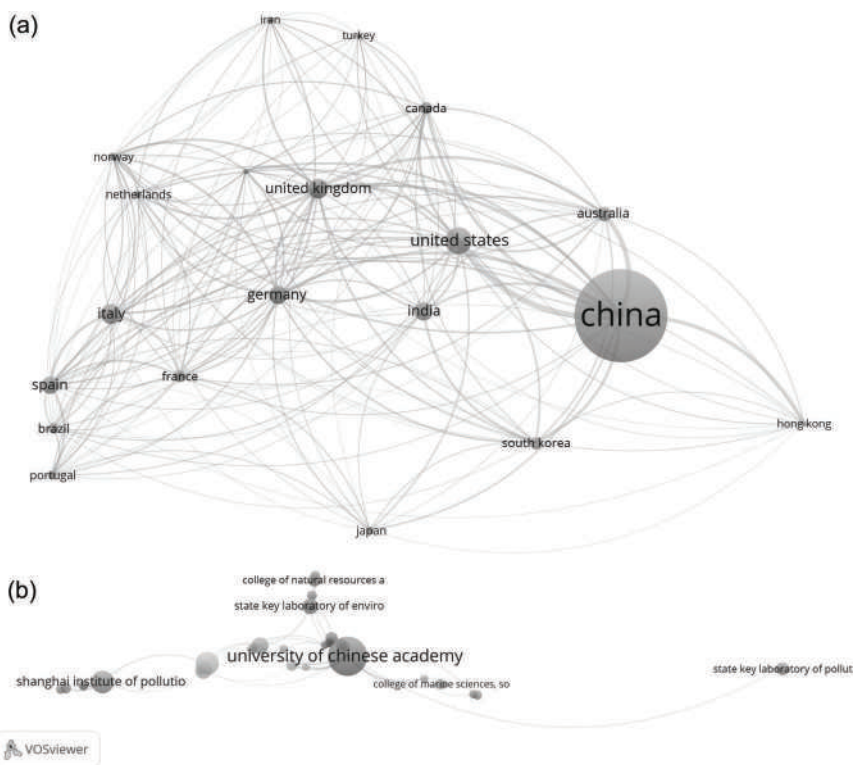 (a)
iran
turkey
canada
norway
netherlands
united kingdom
australia
united states
china
germany
india
italy
france
spain
brazil
hong kong
south korea
portugal
japan
(b)
college of natural resources a
state key laboratory of enviro
university of chinese academy
state key laboratory of pollut
shanghai institute of pollutio
college of marine sciences, so
VOSviewer